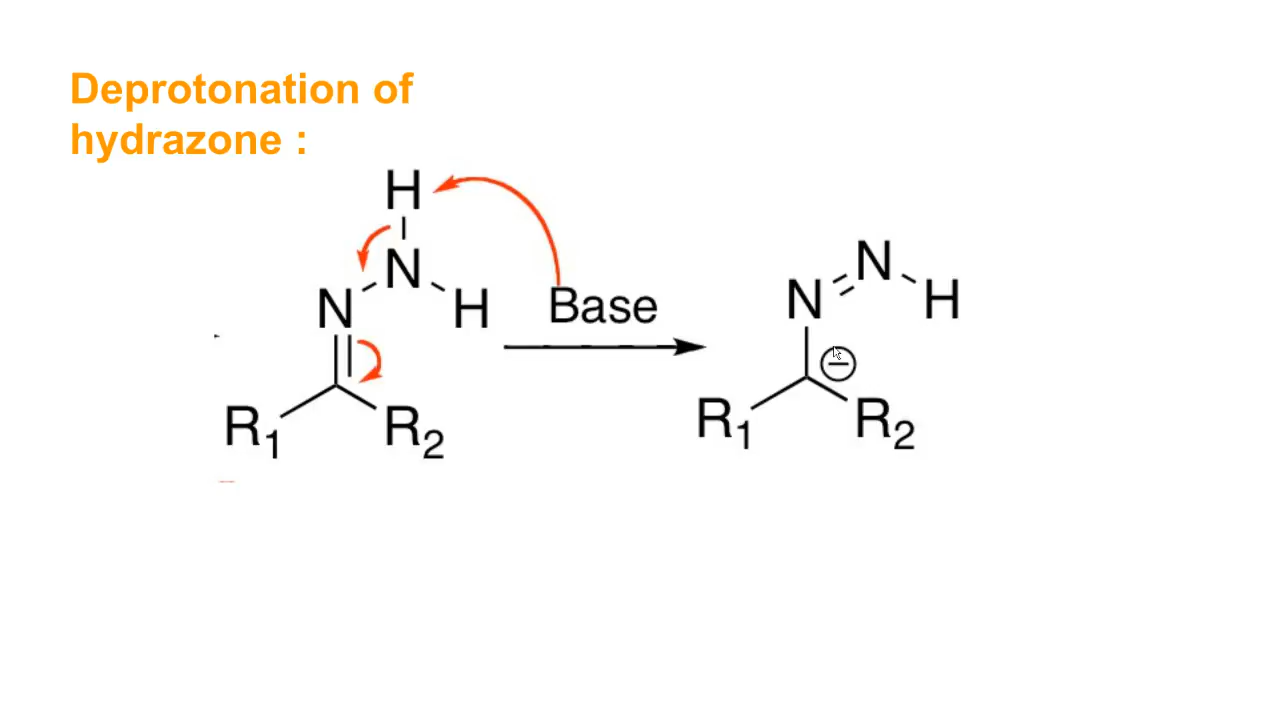 Deprotonation of
hydrazone :
H
N
N H
R1 R2
Base
N
N H
R1 R2